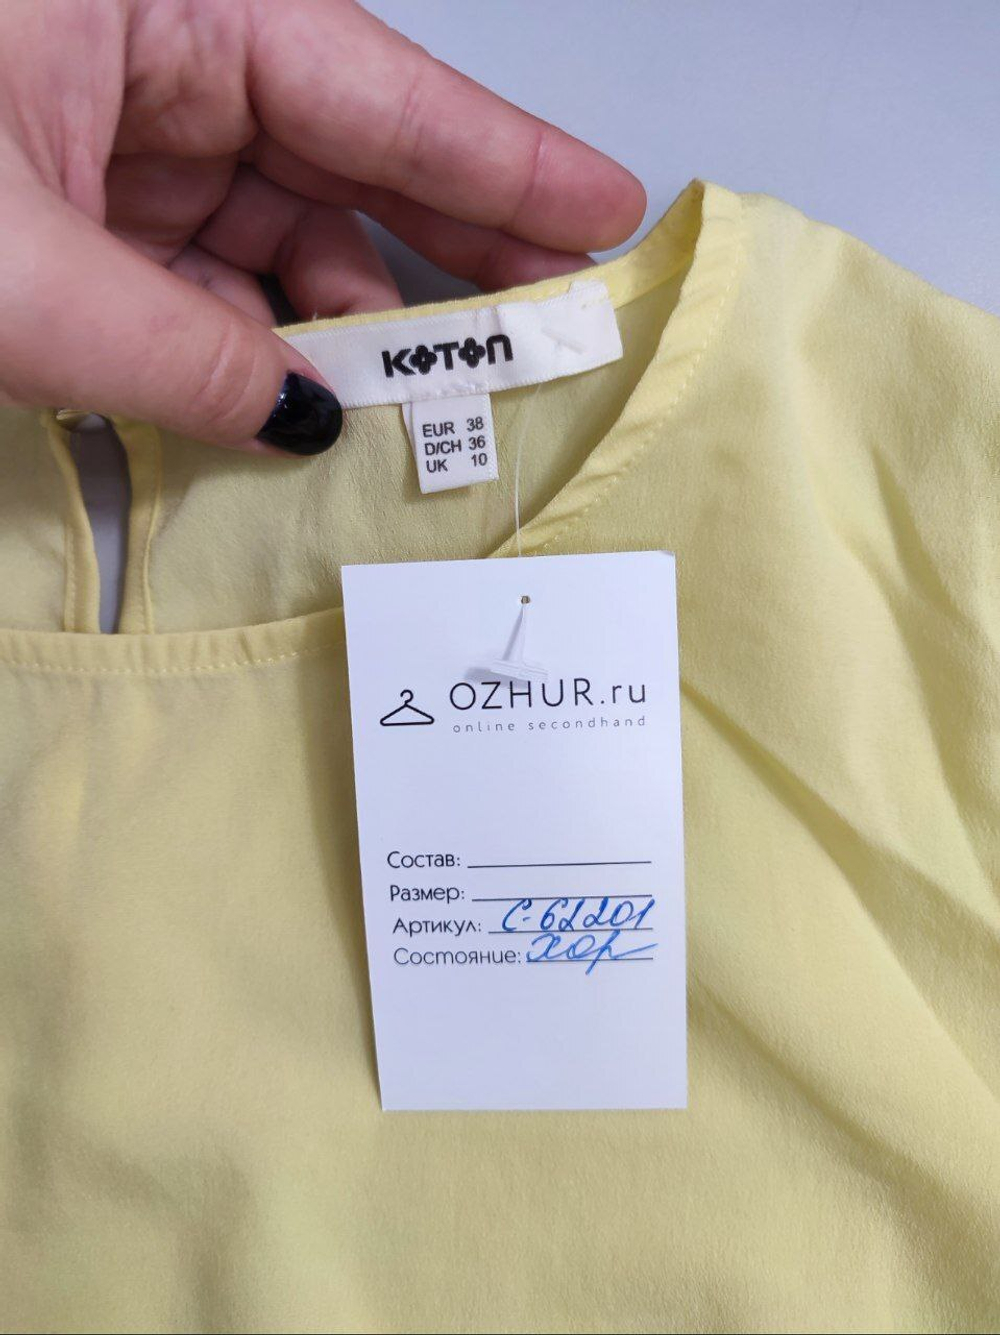 KOTON
EUR 38
D/CH 36
UK 10
OZHUR.ru
online secondhand
Состав:
Размер:
Артикул: С-62201
Состояние: хор